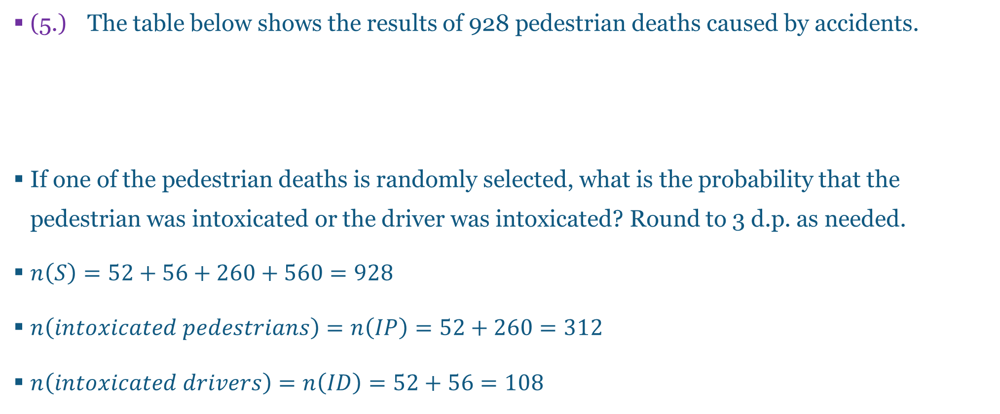 ▪ (5.) The table below shows the results of 928 pedestrian deaths caused by accidents.
▪ If one of the pedestrian deaths is randomly selected, what is the probability that the
pedestrian was intoxicated or the driver was intoxicated? Round to 3 d.p. as needed.
▪ n(S) = 52 + 56 + 260 + 560 = 928
▪ n(intoxicated pedestrians) = n(IP) = 52 + 260 = 312
▪ n(intoxicated drivers) = n(ID) = 52 + 56 = 108